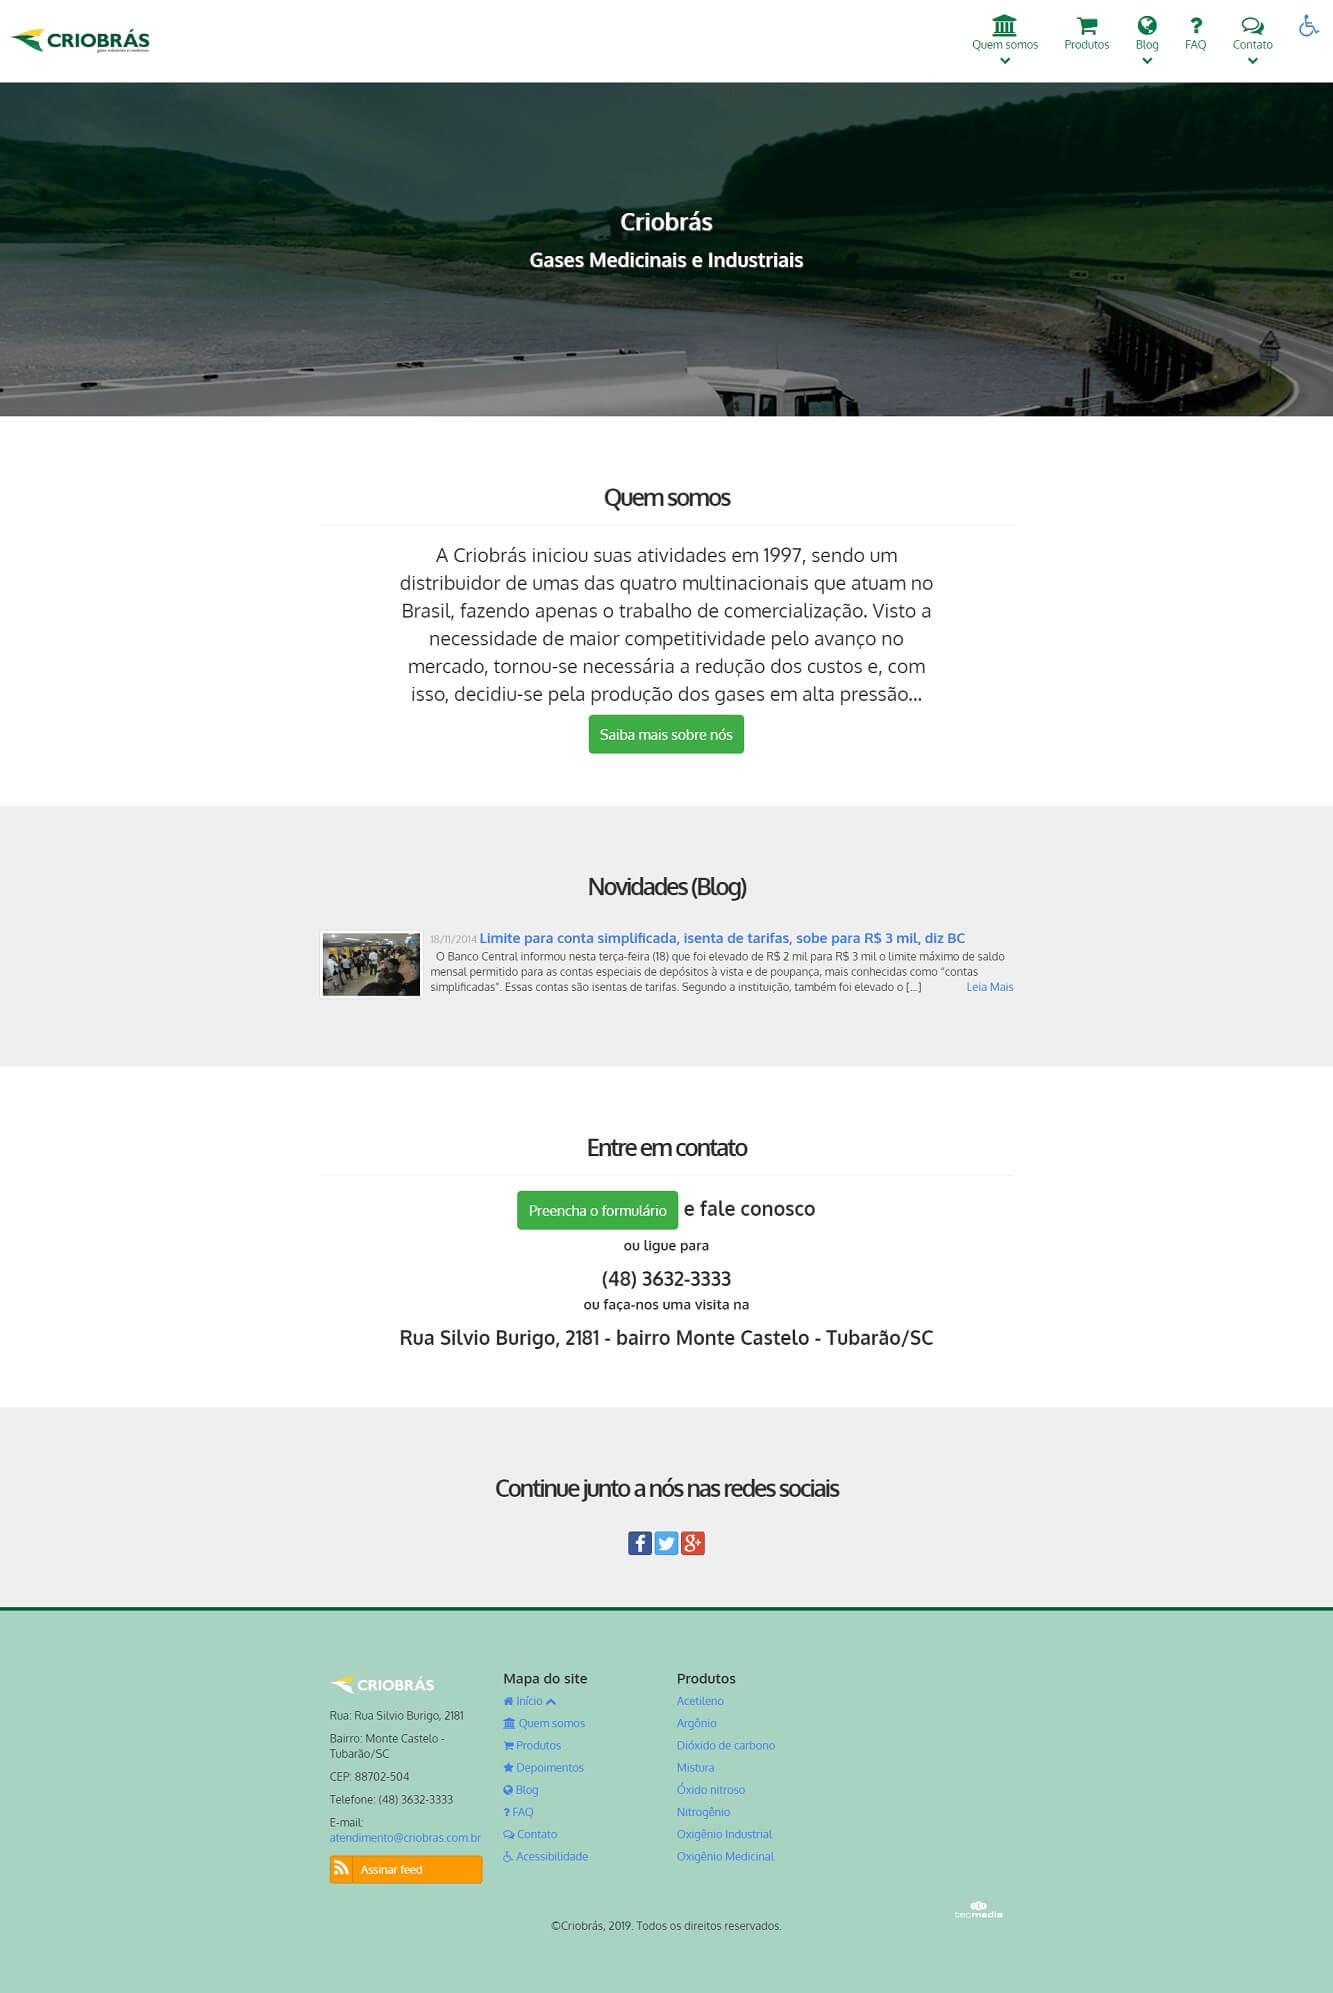 CRIOBRÁS
Quem somos
Produtos
Blog
FAQ
Contato
Criobrás
Gases Medicinais e Industriais
Quem somos
A Criobrás iniciou suas atividades em 1997, sendo um
distribuidor de umas das quatro multinacionais que atuam no
Brasil, fazendo apenas o trabalho de comercialização. Visto a
necessidade de maior competitividade pelo avanço no
mercado, tornou-se necessária a redução dos custos e, com
isso, decidiu-se pela produção dos gases em alta pressão...
Saiba mais sobre nós
Novidades (Blog)
18/11/2014 Limite para conta simplificada, isenta de tarifas, sobe para R$ 3 mil, diz BC
O Banco Central informou nesta terça-feira (18) que foi elevado de R$ 2 mil para R$ 3 mil o limite máximo de saldo
mensal permitido para as contas especiais de depósitos à vista e de poupança, mais conhecidas como “contas
simplificadas”. Essas contas são isentas de tarifas. Segundo a instituição, também foi elevado o [...] Leia Mais
Entre em contato
Preencha o formulário e fale conosco
ou ligue para
(48) 3632-3333
ou faça-nos uma visita na
Rua Silvio Burigo, 2181 - bairro Monte Castelo - Tubarão/SC
Continue junto a nós nas redes sociais
CRIOBRÁS
Rua: Rua Silvio Burigo, 2181
Bairro: Monte Castelo -
Tubarão/SC
CEP: 88702-504
Telefone: (48) 3632-3333
E-mail:
atendimento@criobras.com.br
Assinar feed
Mapa do site
Início
Quem somos
Produtos
Depoimentos
Blog
? FAQ
Contato
Acessibilidade
Produtos
Acetileno
Argônio
Dióxido de carbono
Mistura
Óxido nitroso
Nitrogênio
Oxigênio Industrial
Oxigênio Medicinal
tecmedia
©Criobrás, 2019. Todos os direitos reservados.